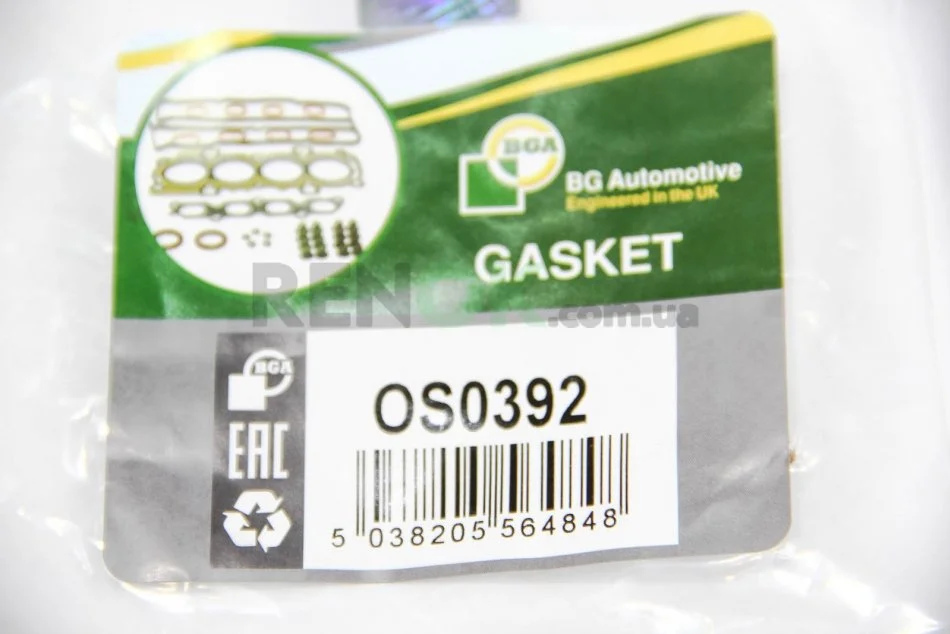 BGA
BG Automotive
Engineered in the UK
GASKET
REN .com.ua
BGA
OS0392
EAC
5 038205 564848